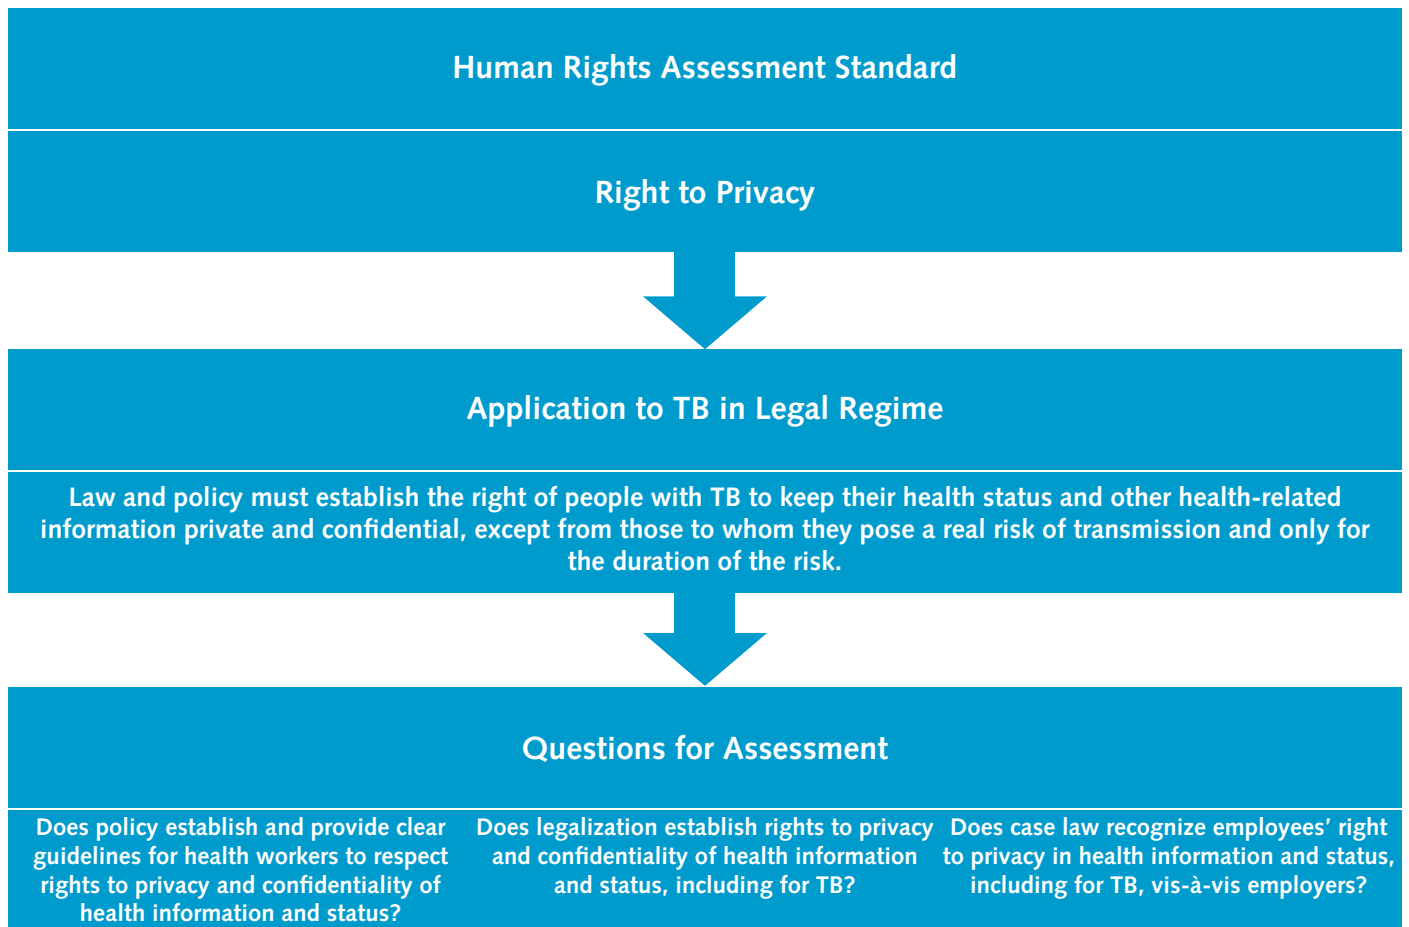 Human Rights Assessment Standard
Right to Privacy
Application to TB in Legal Regime
Law and policy must establish the right of people with TB to keep their health status and other health-related
information private and confidential, except from those to whom they pose a real risk of transmission and only for
the duration of the risk.
Questions for Assessment
Does policy establish and provide clear
guidelines for health workers to respect
rights to privacy and confidentiality of
health information and status?
Does legalization establish rights to privacy
and confidentiality of health information
and status, including for TB?
Does case law recognize employees’ right
to privacy in health information and status,
including for TB, vis-à-vis employers?